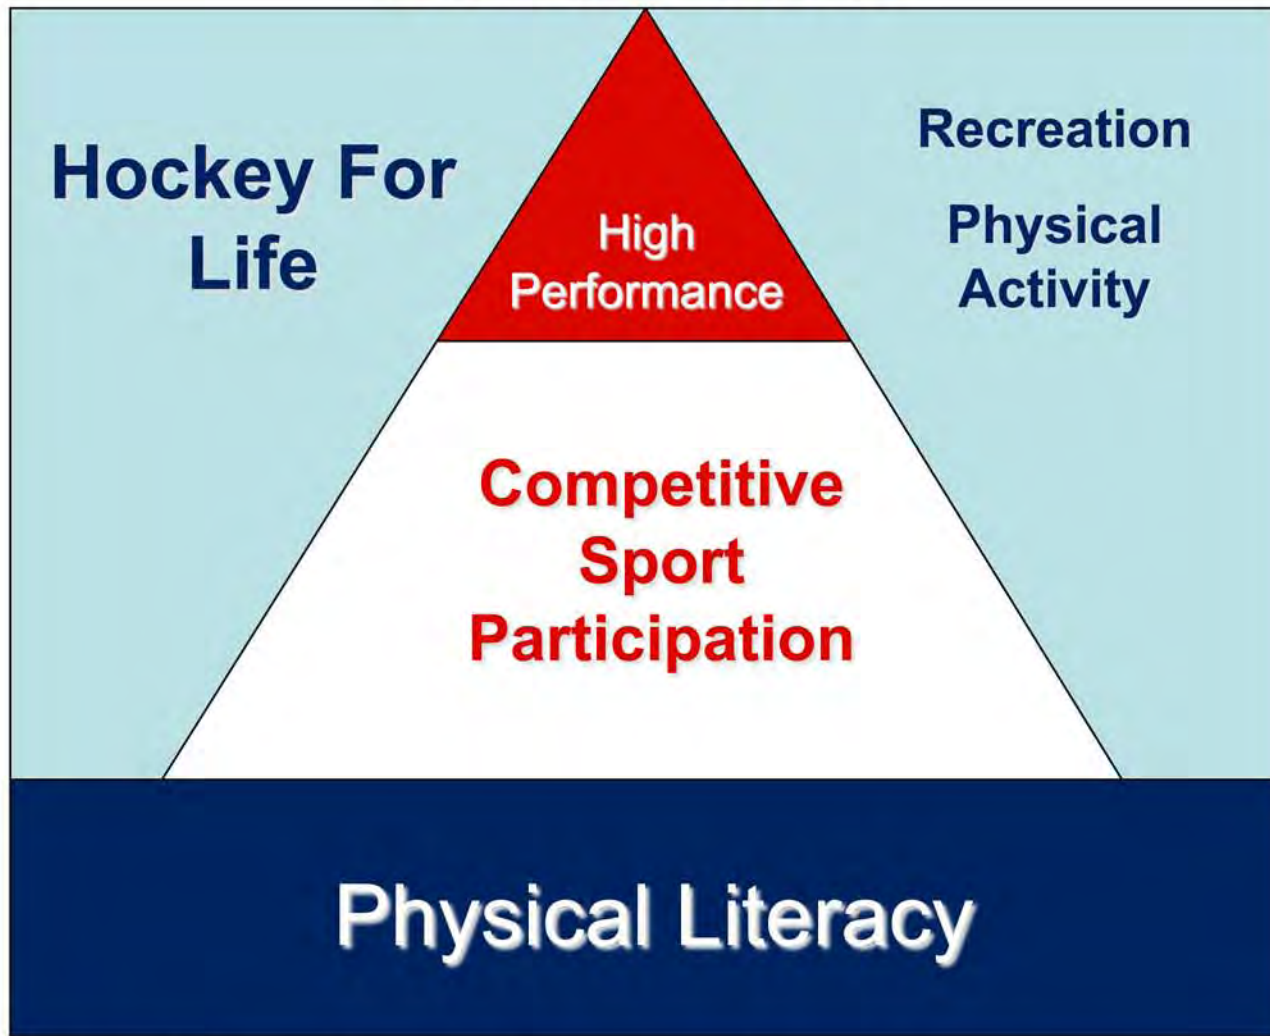 Hockey For
Life
Recreation
Physical
Activity
High
Performance
Competitive
Sport
Participation
Physical Literacy